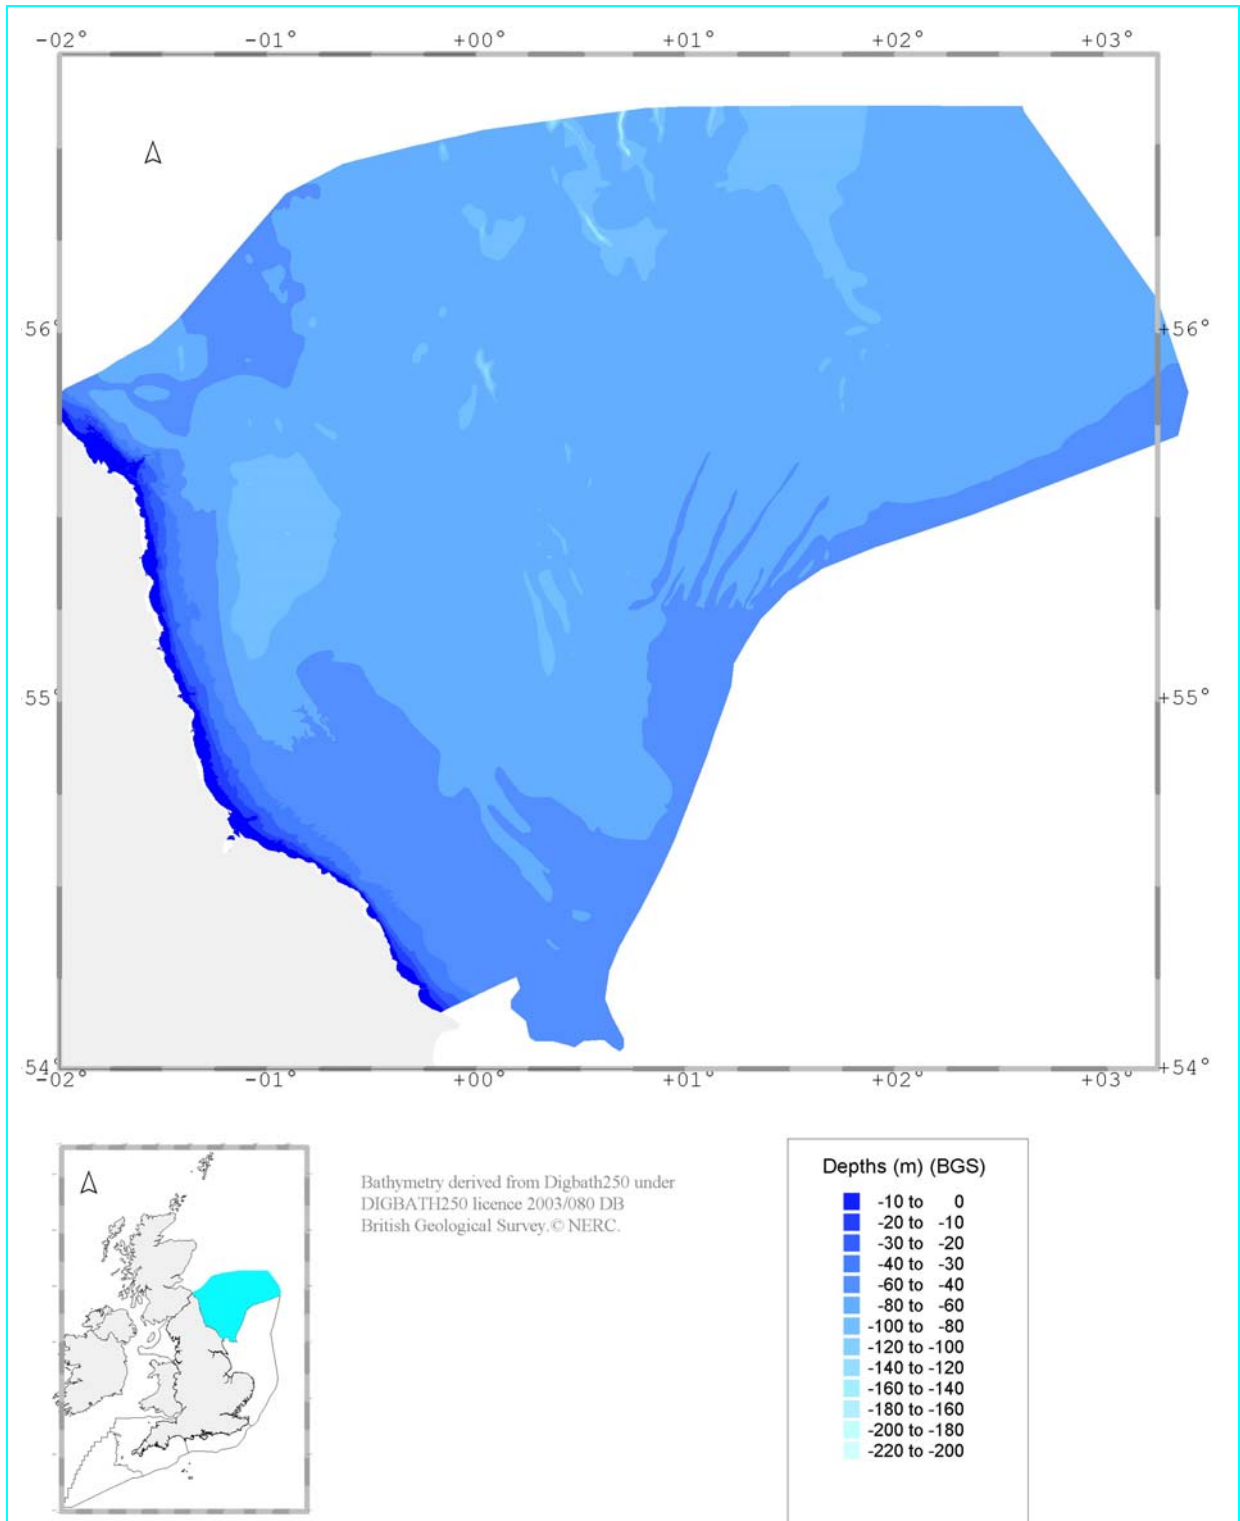 -02° -01° +00° +01° +02° +03°
56° +56°
55° +55°
54° +54°
-02° -01° +00° +01° +02° +03°
Bathymetry derived from Digbath250 under
DIGBATH250 licence 2003/080 DB
British Geological Survey.© NERC.
Depths (m) (BGS)
-10 to 0
-20 to -10
-30 to -20
-40 to -30
-60 to -40
-80 to -60
-100 to -80
-120 to -100
-140 to -120
-160 to -140
-180 to -160
-200 to -180
-220 to -200